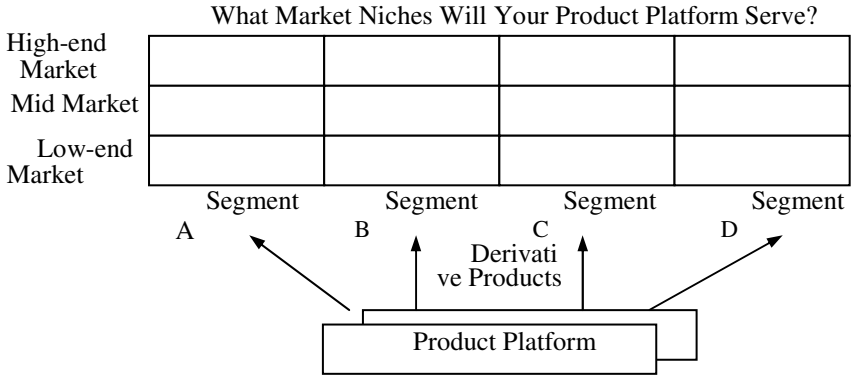 What Market Niches Will Your Product Platform Serve?
High-end
Market
Mid Market
Low-end
Market
Segment Segment Segment Segment
A B C D
Derivati
ve Products
Product Platform